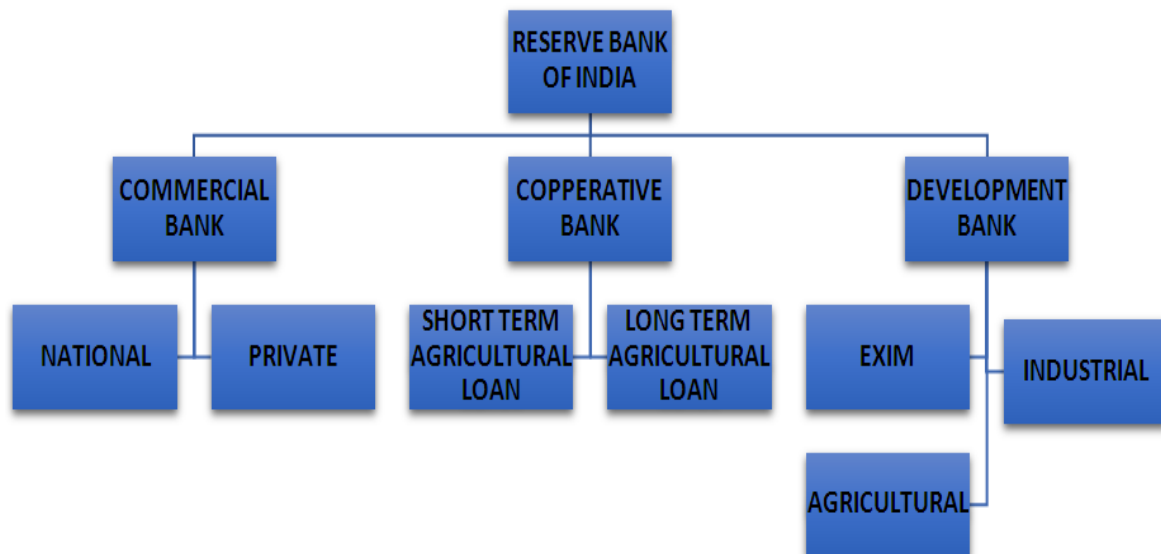 RESERVE BANK
OF INDIA
COMMERCIAL
BANK
COPPERATIVE
BANK
DEVELOPMENT
BANK
NATIONAL
PRIVATE
SHORT TERM
AGRICULTURAL
LOAN
LONG TERM
AGRICULTURAL
LOAN
EXIM
INDUSTRIAL
AGRICULTURAL